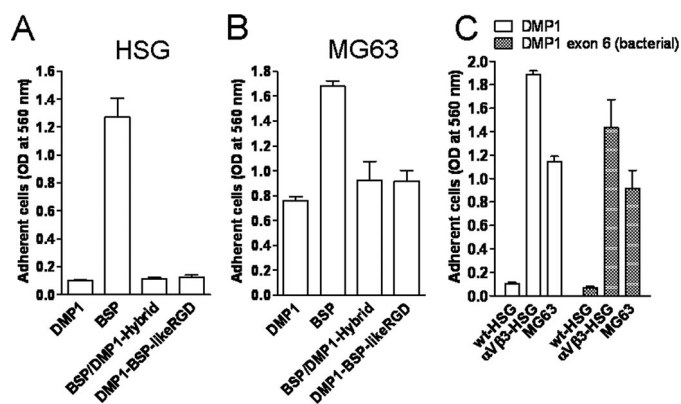 A
HSG
Adherent cells (OD at 560 nm)
1.6
1.4
1.2
1.0
0.8
0.6
0.4
0.2
0.0
DMP1
BSP
BSP/DMP1-Hybrid
DMP1-BSP-likeRGD
B
MG63
Adherent cells (OD at 560 nm)
1.8
1.6
1.4
1.2
1.0
0.8
0.6
0.4
0.2
0.0
DMP1
BSP
BSP/DMP1-Hybrid
DMP1-BSP-likeRGD
C
DMP1
DMP1 exon 6 (bacterial)
Adherent cells (OD at 560 nm)
2.0
1.8
1.6
1.4
1.2
1.0
0.8
0.6
0.4
0.2
0.0
wt-HSG
αVβ3-HSG
MG63
wt-HSG
αVβ3-HSG
MG63